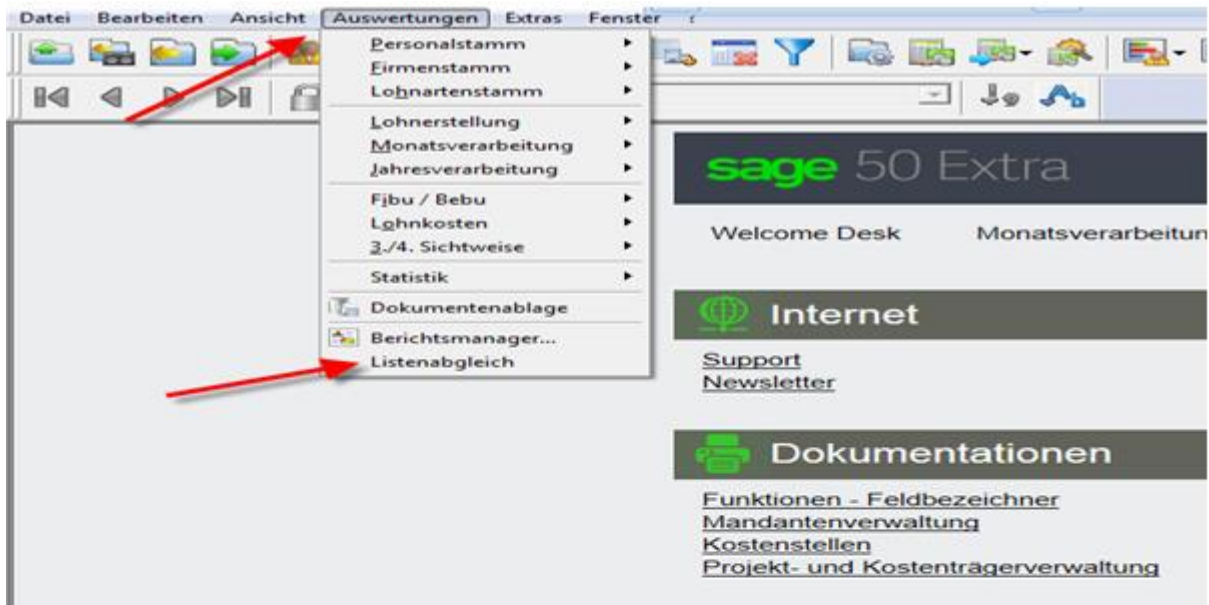 Datei Bearbeiten Ansicht Auswertungen Extras Fenster
Personalstamm
Firmenstamm
Lohnartenstamm
Lohnerstellung
Monatsverarbeitung
Jahresverarbeitung
Fibu / Bebu
Lohnkosten
3./4. Sichtweise
Statistik
Dokumentenablage
Berichtsmanager...
Listenabgleich
sage 50 Extra
Welcome Desk Monatsverarbeitun
Internet
Support
Newsletter
Dokumentationen
Funktionen - Feldbezeichner
Mandantenverwaltung
Kostenstellen
Projekt- und Kostenträgerverwaltung